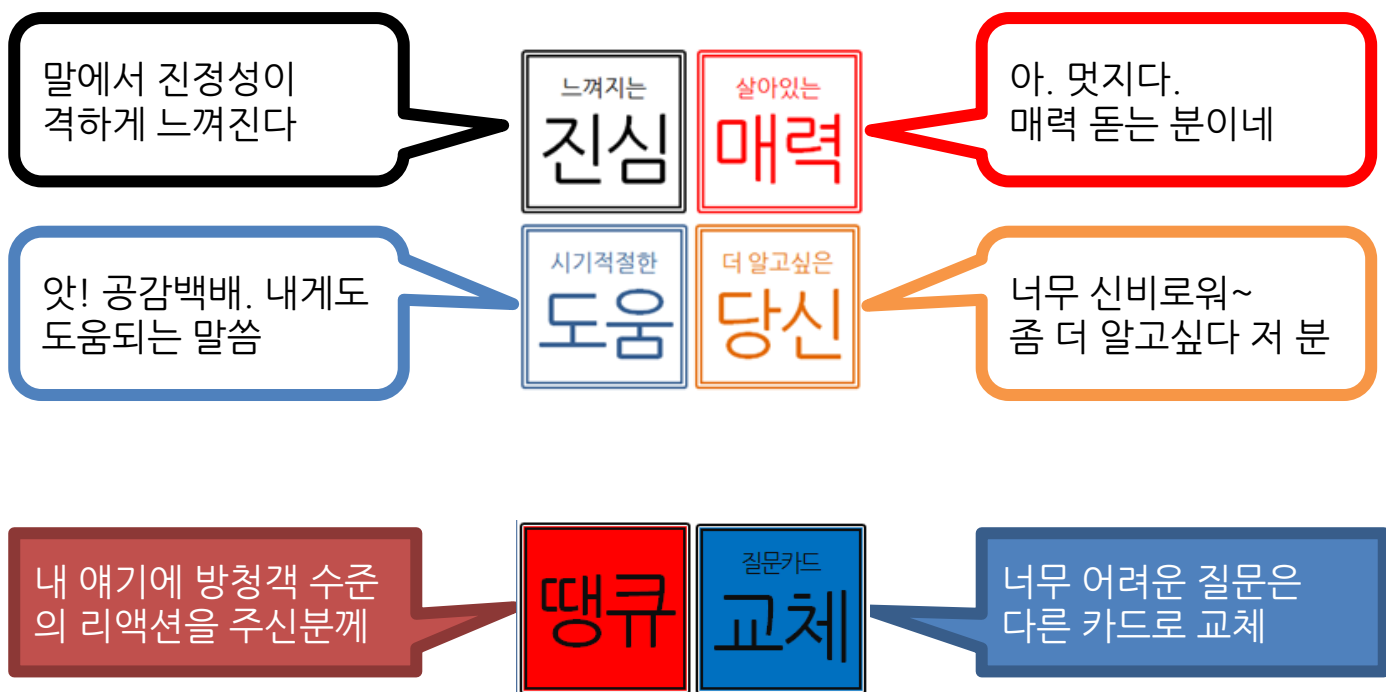 말에서 진정성이
격하게 느껴진다
느껴지는
진심
살아있는
매력
아. 멋지다.
매력 돋는 분이네
앗! 공감백배. 내게도
도움되는 말씀
시기적절한
도움
더 알고싶은
당신
너무 신비로워~
좀 더 알고싶다 저 분
내 얘기에 방청객 수준
의 리액션을 주신분께
땡큐
질문카드
교체
너무 어려운 질문은
다른 카드로 교체